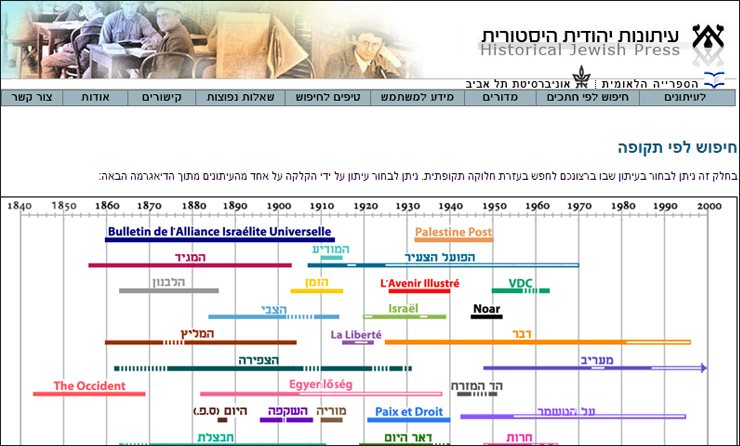 עיתונות יהודית היסטורית
Historical Jewish Press
הספרייה הלאומית אוניברסיטת תל אביב
לעיתונים חיפוש לפי חתכים מדורים מידע למשתמש טיפים לחיפוש שאלות נפוצות קישורים אודות צור קשר
חיפוש לפי תקופה
בחלק זה ניתן לבחור בעיתון שבו ברצונכם לחפש בעזרת חלוקה תקופתית. ניתן לבחור עיתון על ידי הקלקה על אחד מהעיתונים מתוך הדיאגרמה הבאה:
1840 1850 1860 1870 1880 1890 1900 1910 1920 1930 1940 1950 1960 1970 1980 1990 2000
Bulletin de l'Alliance Israélite Universelle Palestine Post
המודיע
המגיד הפועל הצעיר
הלבנון הזמן L'Avenir Illustré VDC
הצבי Israël Noar
המליץ La Liberté דבר
הצפירה מעריב
The Occident Egyenlőség הד המזרח
היום (ס.פ.) השקפה מוריה Paix et Droit על המשמר
חבצלת דאר היום חרות